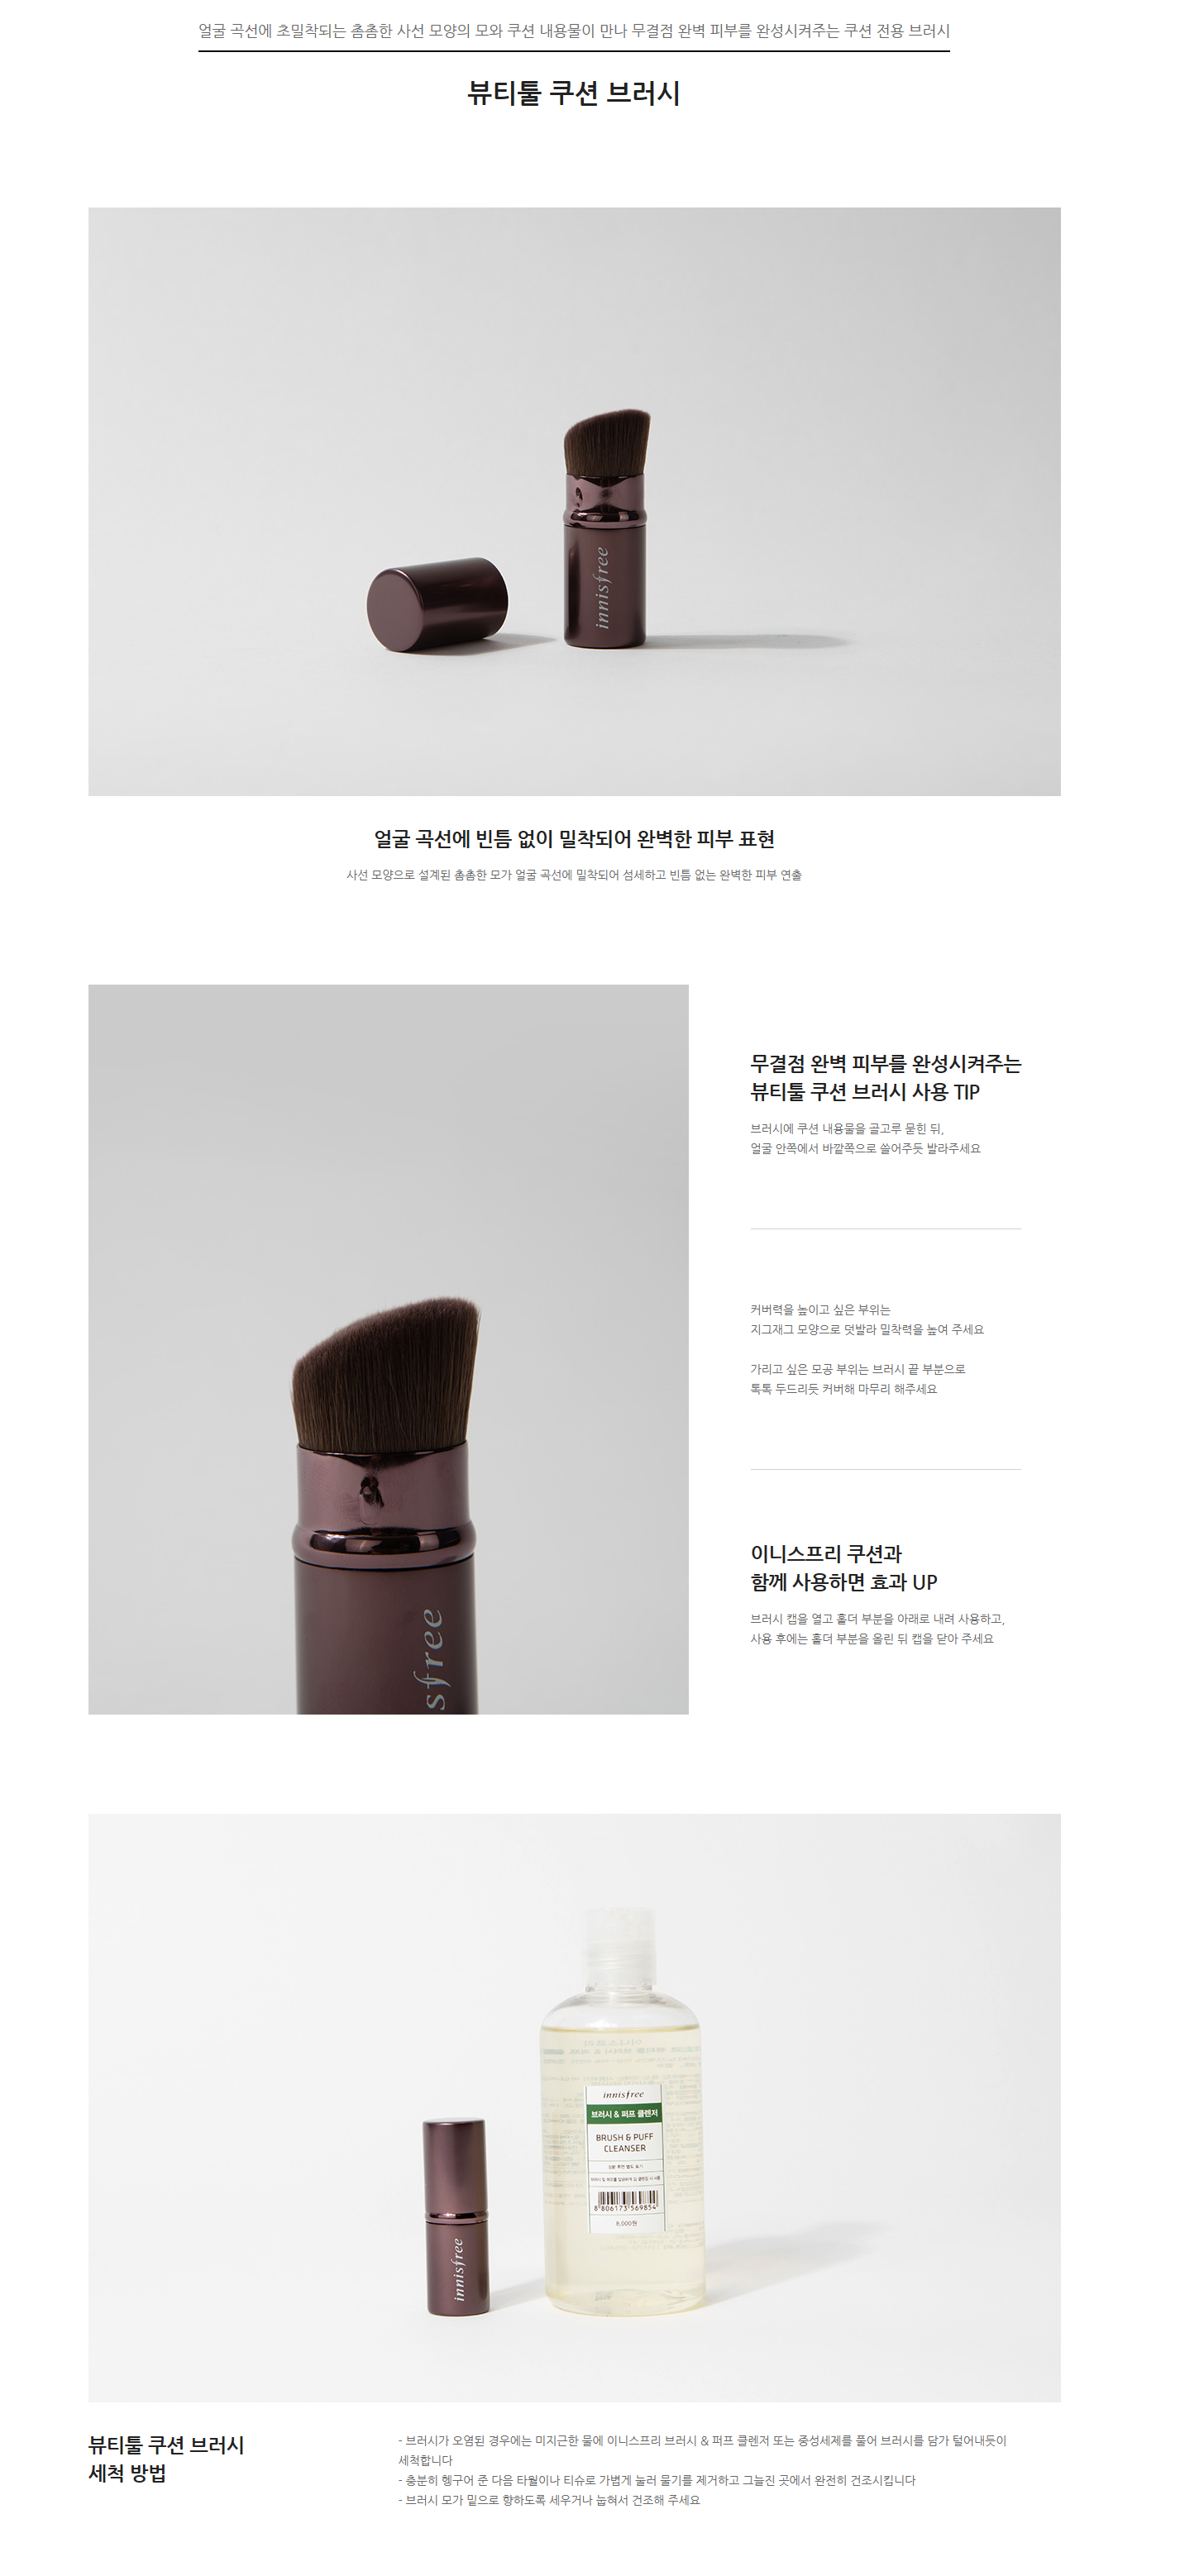 얼굴 곡선에 초밀착되는 촘촘한 사선 모양의 모와 쿠션 내용물이 만나 무결점 완벽 피부를 완성시켜주는 쿠션 전용 브러시
뷰티툴 쿠션 브러시
innisfree
얼굴 곡선에 빈틈 없이 밀착되어 완벽한 피부 표현
사선 모양으로 설계된 촘촘한 모가 얼굴 곡선에 밀착되어 섬세하고 빈틈 없는 완벽한 피부 연출
무결점 완벽 피부를 완성시켜주는
뷰티툴 쿠션 브러시 사용 TIP
브러시에 쿠션 내용물을 골고루 묻힌 뒤,
얼굴 안쪽에서 바깥쪽으로 쓸어주듯 발라주세요
커버력을 높이고 싶은 부위는
지그재그 모양으로 덧발라 밀착력을 높여 주세요
가리고 싶은 모공 부위는 브러시 끝 부분으로
톡톡 두드리듯 커버해 마무리 해주세요
이니스프리 쿠션과
함께 사용하면 효과 UP
브러시 캡을 열고 홀더 부분을 아래로 내려 사용하고,
사용 후에는 홀더 부분을 올린 뒤 캡을 닫아 주세요
sfree
innisfree
브러시 & 퍼프 클렌저
BRUSH & PUFF
CLEANSER
8 806173 569854
8,000원
innisfree
뷰티툴 쿠션 브러시
세척 방법
- 브러시가 오염된 경우에는 미지근한 물에 이니스프리 브러시 & 퍼프 클렌저 또는 중성세제를 풀어 브러시를 담가 털어내듯이
세척합니다
- 충분히 헹구어 준 다음 타월이나 티슈로 가볍게 눌러 물기를 제거하고 그늘진 곳에서 완전히 건조시킵니다
- 브러시 모가 밑으로 향하도록 세우거나 눕혀서 건조해 주세요